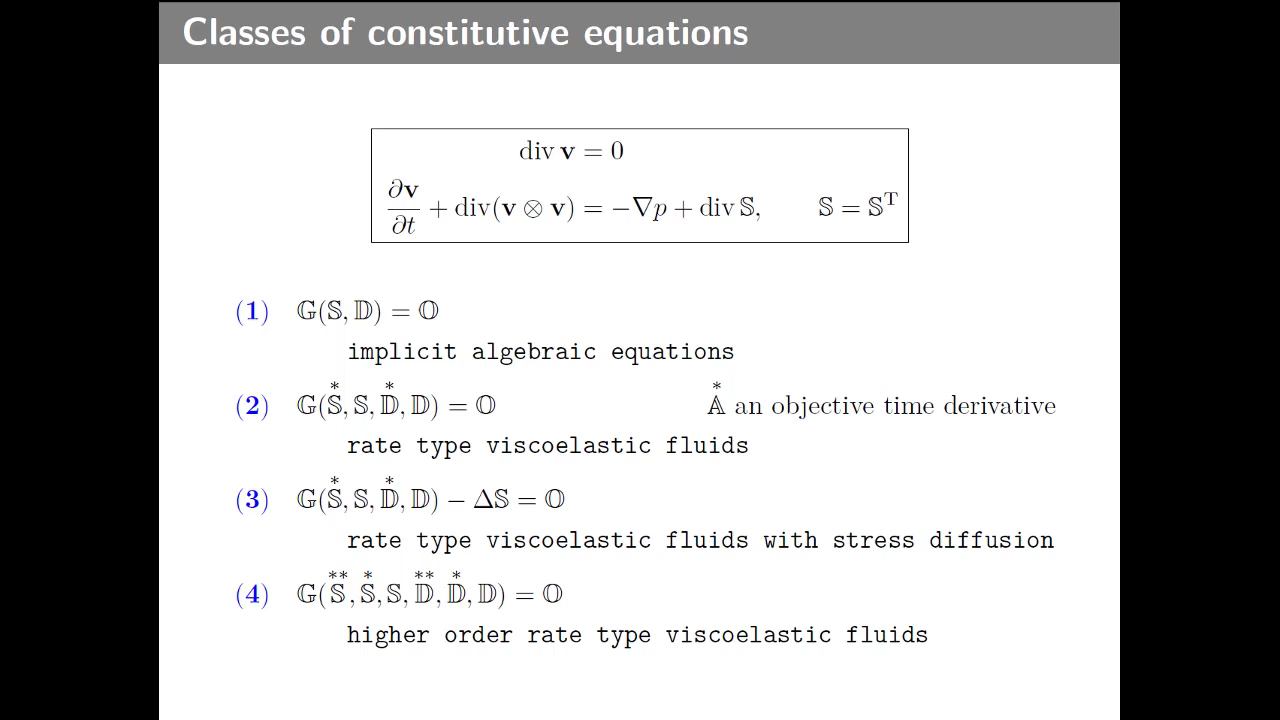 Classes of constitutive equations
div 𝐯 = 0
∂𝐯/∂t + div(𝐯 ⊗ 𝐯) = −∇p + div 𝕊, 𝕊 = 𝕊ᵀ
(1) 𝔾(𝕊, 𝔻) = 𝕆
implicit algebraic equations
(2) 𝔾(𝕊^*, 𝕊, 𝔻^*, 𝔻) = 𝕆 𝔸^* an objective time derivative
rate type viscoelastic fluids
(3) 𝔾(𝕊^*, 𝕊, 𝔻^*, 𝔻) − Δ𝕊 = 𝕆
rate type viscoelastic fluids with stress diffusion
(4) 𝔾(𝕊^**, 𝕊^*, 𝕊, 𝔻^**, 𝔻^*, 𝔻) = 𝕆
higher order rate type viscoelastic fluids